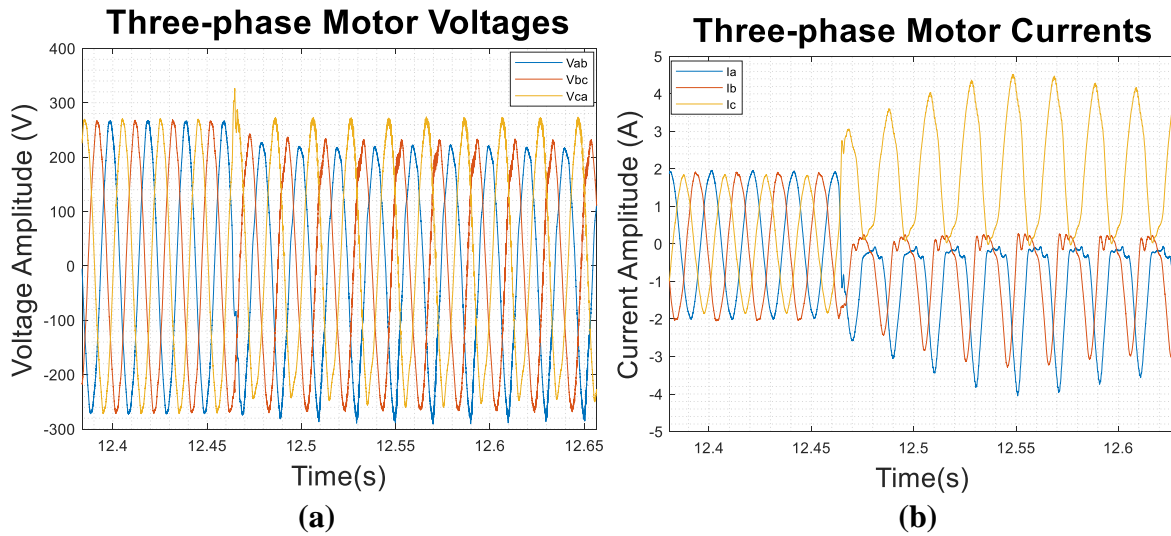 Three-phase Motor Voltages
Voltage Amplitude (V)
400
300
200
100
0
-100
-200
-300
Vab
Vbc
Vca
12.4
12.45
12.5
12.55
12.6
12.65
Time(s)
(a)
Three-phase Motor Currents
Current Amplitude (A)
5
4
3
2
1
0
-1
-2
-3
-4
-5
Ia
Ib
Ic
12.4
12.45
12.5
12.55
12.6
Time(s)
(b)